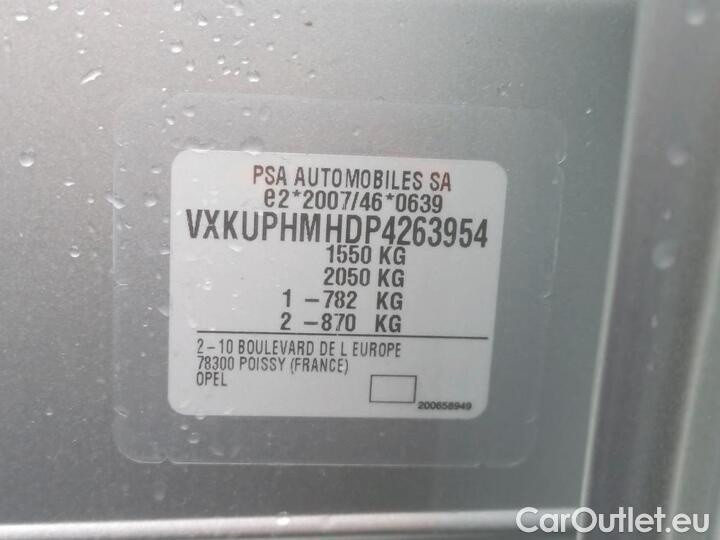 PSA AUTOMOBILES SA
e2*2007/46*0639
VXKUPHMHDP4263954
1550 KG
2050 KG
1 -782 KG
2 -870 KG
2-10 BOULEVARD DE L EUROPE
78300 POISSY (FRANCE)
OPEL
200658949
CarOutlet.eu